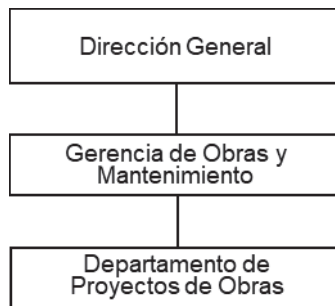 Dirección General
Gerencia de Obras y
Mantenimiento
Departamento de
Proyectos de Obras